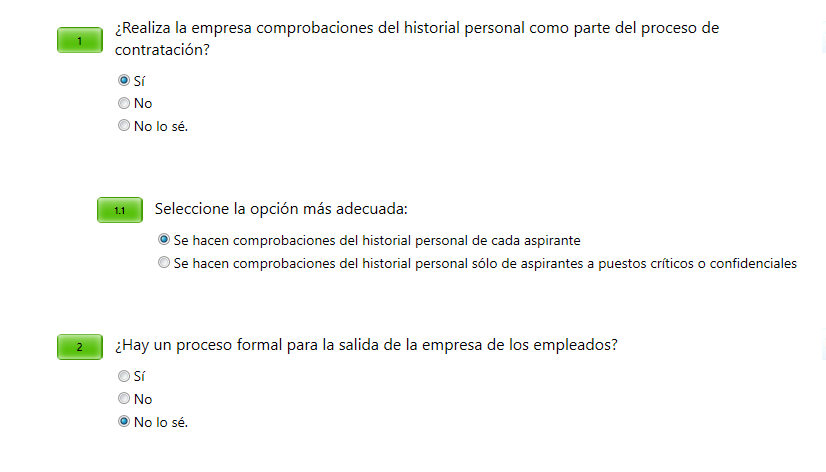 1
¿Realiza la empresa comprobaciones del historial personal como parte del proceso de
contratación?
Sí
No
No lo sé.
1.1
Seleccione la opción más adecuada:
Se hacen comprobaciones del historial personal de cada aspirante
Se hacen comprobaciones del historial personal sólo de aspirantes a puestos críticos o confidenciales
2
¿Hay un proceso formal para la salida de la empresa de los empleados?
Sí
No
No lo sé.